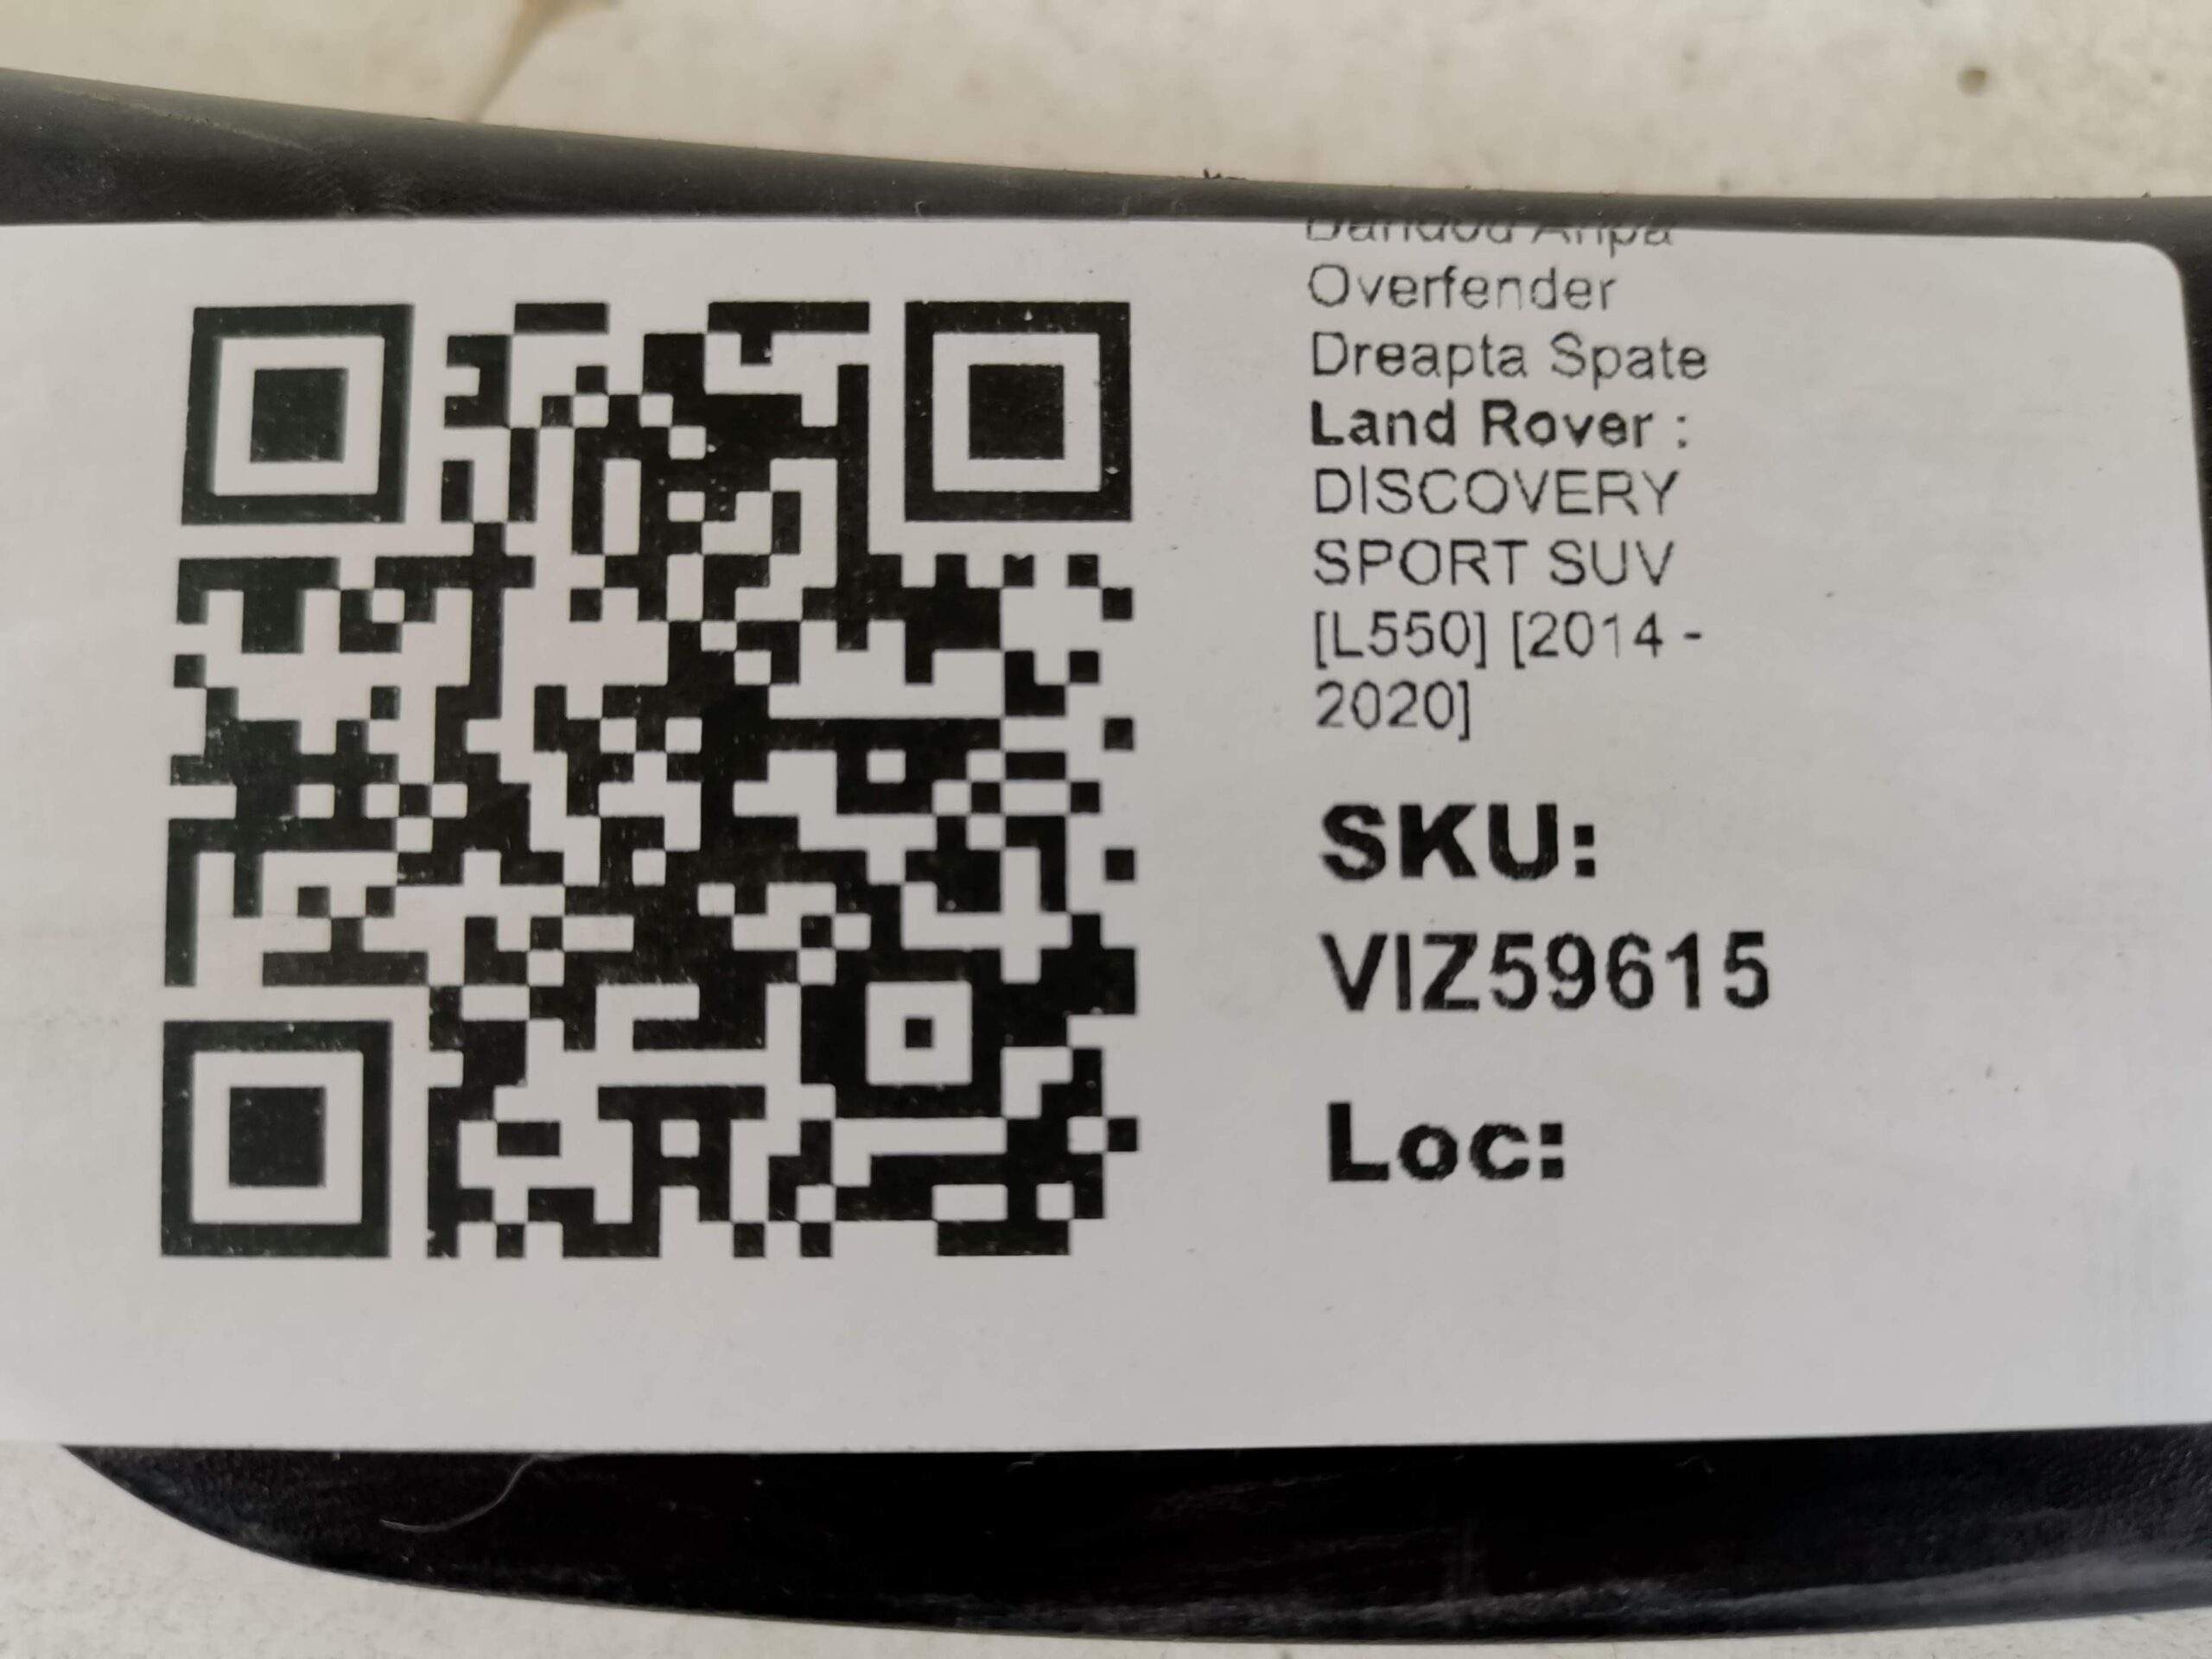 Overfender
Dreapta Spate
Land Rover :
DISCOVERY
SPORT SUV
[L550] [2014 -
2020]
SKU:
VIZ59615
Loc: